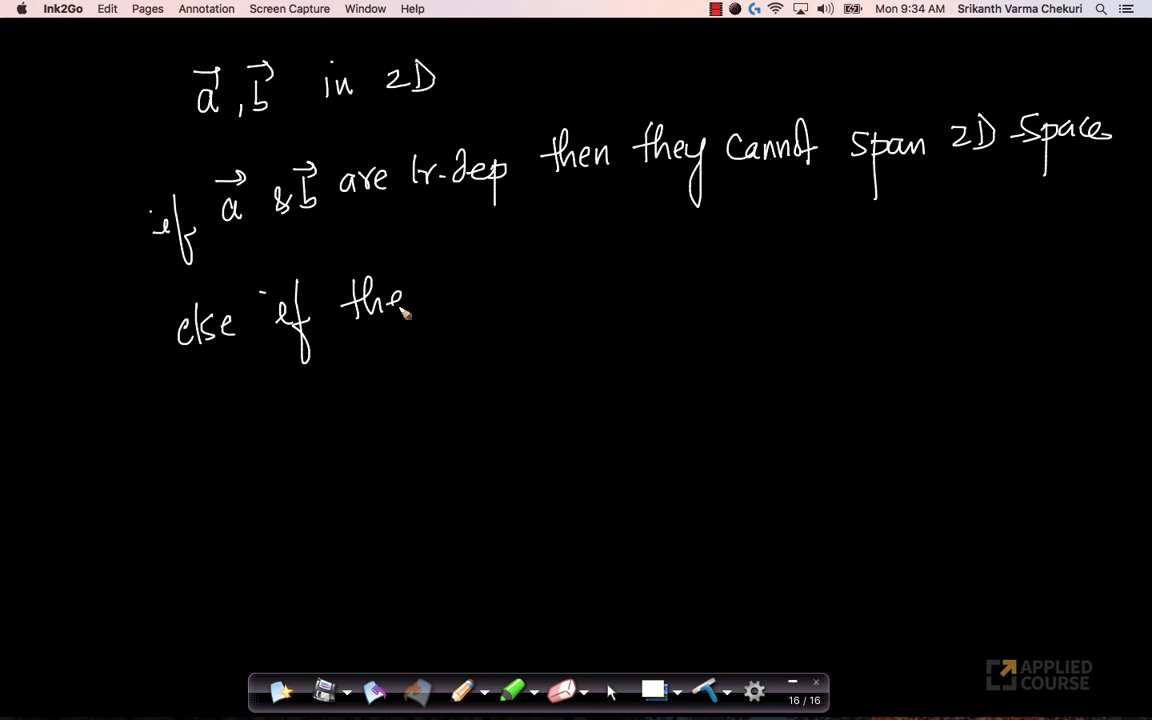 Ink2Go Edit Pages Annotation Screen Capture Window Help Mon 9:34 AM Srikanth Varma Chekuri
a⃗, b⃗ in 2D
if a⃗ & b⃗ are lr-dep then they cannot span 2D-space
else if the
16 / 16
APPLIED
COURSE